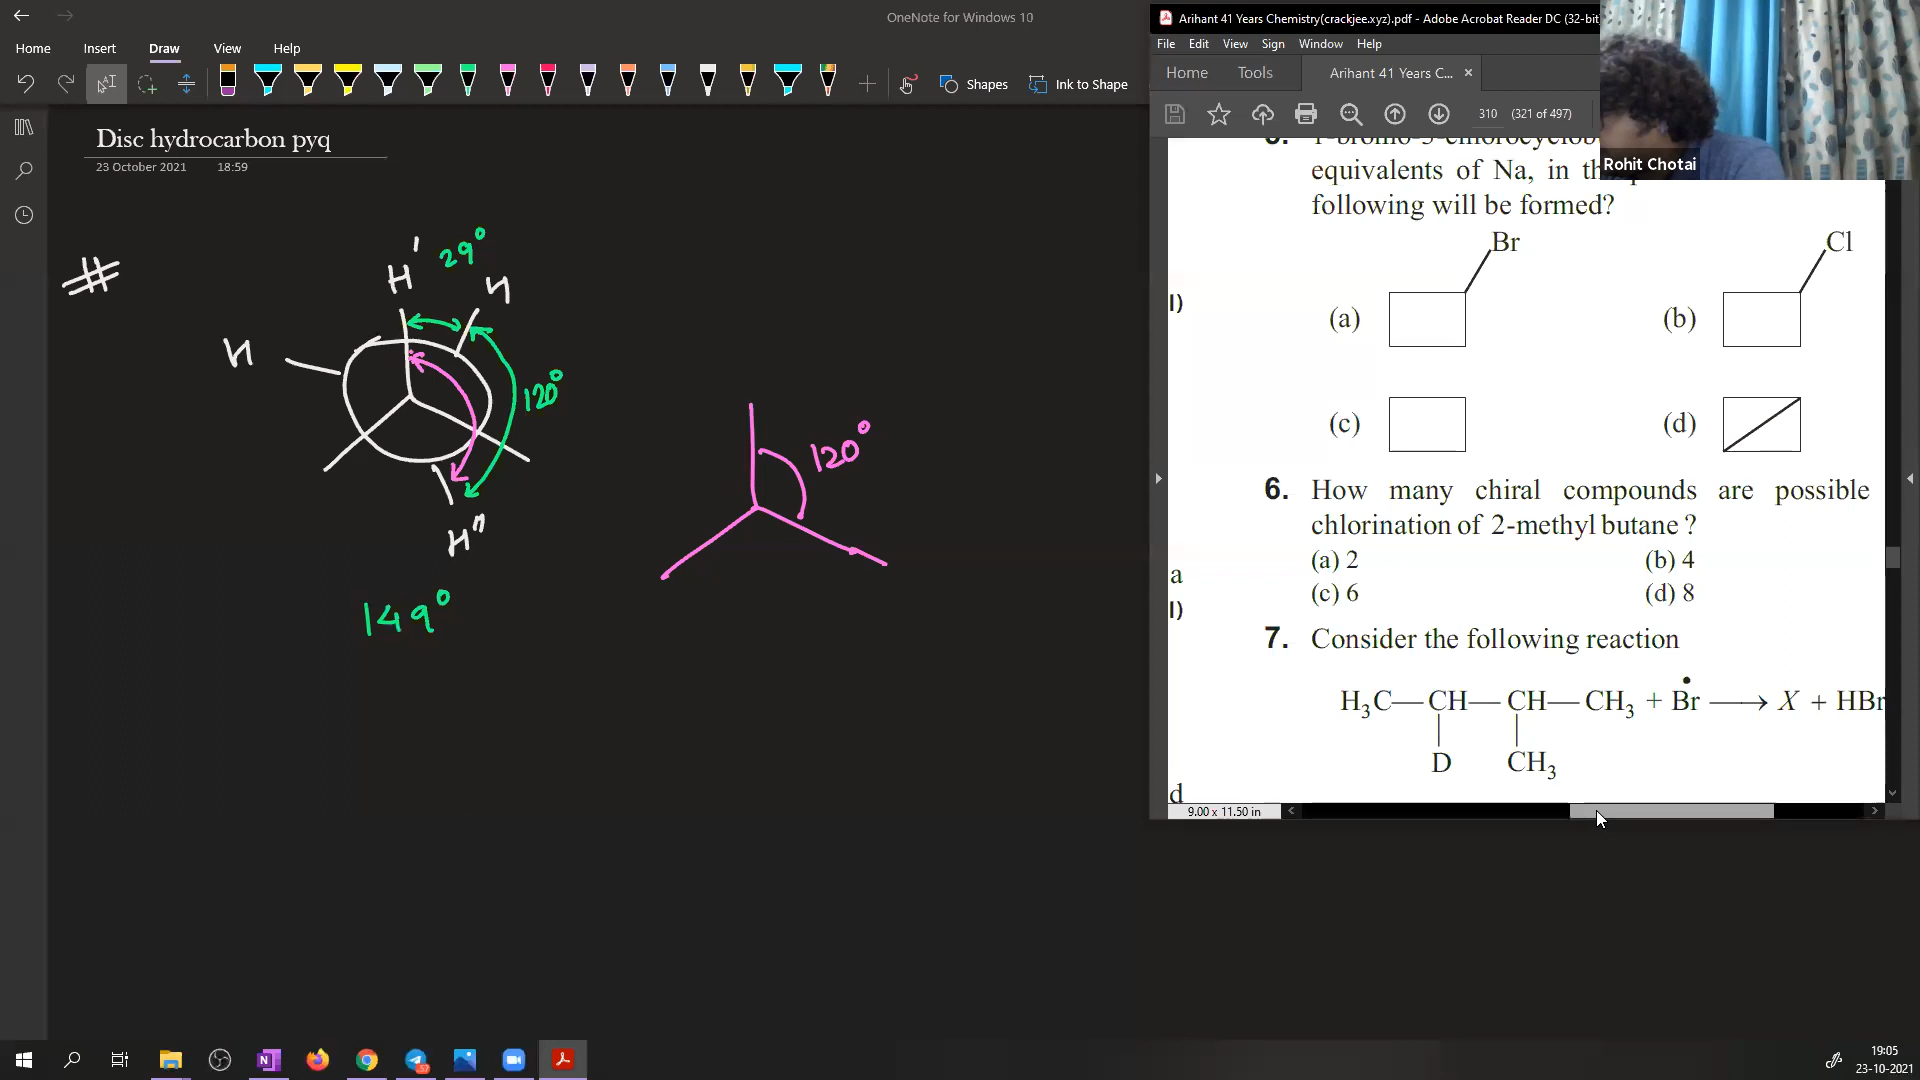 OneNote for Windows 10
Home Insert Draw View Help
Shapes
Ink to Shape
Disc hydrocarbon pyq
23 October 2021 18:59
H'
29°
H
H
120°
H"
149°
120°
Arihant 41 Years Chemistry(crackjee.xyz).pdf - Adobe Acrobat Reader DC (32-bit
File Edit View Sign Window Help
Home Tools Arihant 41 Years C... ×
310 (321 of 497)
Rohit Chotai
equivalents of Na, in
following will be formed?
(a) Br
(b) Cl
(c)
(d)
6. How many chiral compounds are possible
chlorination of 2-methyl butane ?
(a) 2 (b) 4
(c) 6 (d) 8
7. Consider the following reaction
H₃C—CH—CH—CH₃ + Ḃr ⟶ X + HBr
D CH₃
l)
a
l)
d
9.00 x 11.50 in
57
19:05
23-10-2021